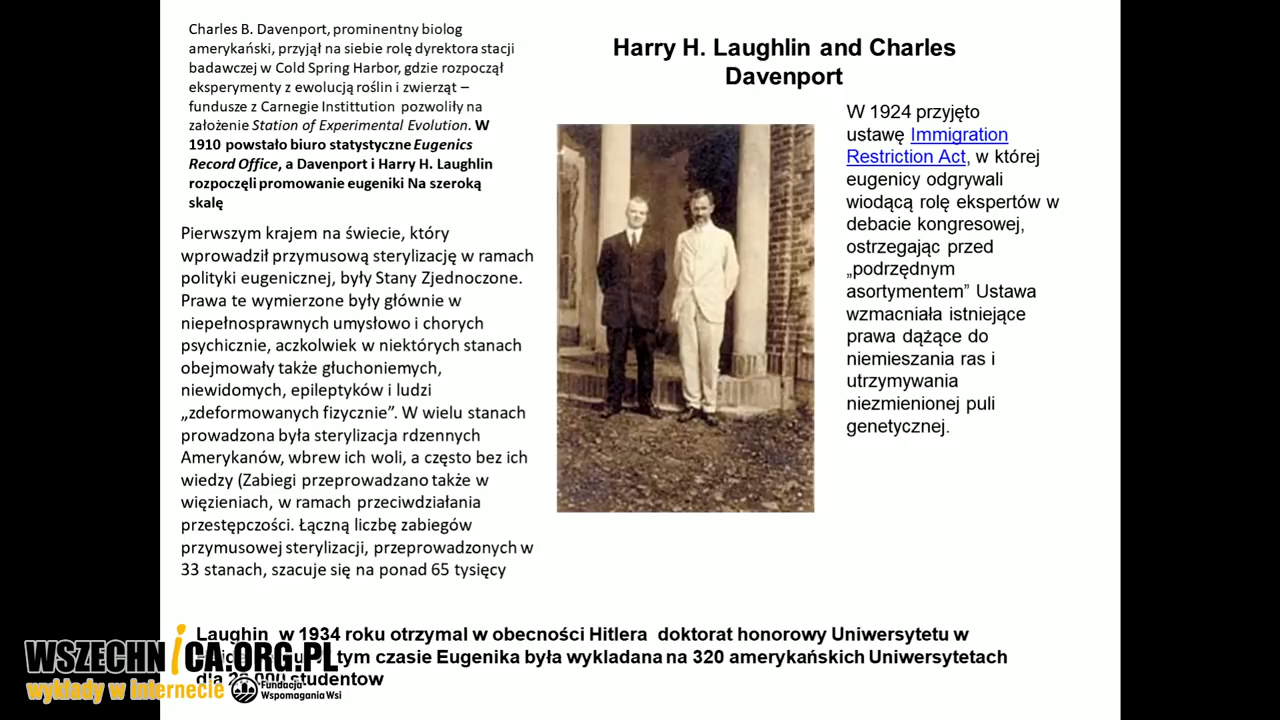 Charles B. Davenport, prominentny biolog
amerykański, przyjął na siebie rolę dyrektora stacji
badawczej w Cold Spring Harbor, gdzie rozpoczął
eksperymenty z ewolucją roślin i zwierząt –
fundusze z Carnegie Instittution pozwoliły na
założenie Station of Experimental Evolution. W
1910 powstało biuro statystyczne Eugenics
Record Office, a Davenport i Harry H. Laughlin
rozpoczęli promowanie eugeniki Na szeroką
skalę
Pierwszym krajem na świecie, który
wprowadził przymusową sterylizację w ramach
polityki eugenicznej, były Stany Zjednoczone.
Prawa te wymierzone były głównie w
niepełnosprawnych umysłowo i chorych
psychicznie, aczkolwiek w niektórych stanach
obejmowały także głuchoniemych,
niewidomych, epileptyków i ludzi
„zdeformowanych fizycznie”. W wielu stanach
prowadzona była sterylizacja rdzennych
Amerykanów, wbrew ich woli, a często bez ich
wiedzy (Zabiegi przeprowadzano także w
więzieniach, w ramach przeciwdziałania
przestępczości. Łączną liczbę zabiegów
przymusowej sterylizacji, przeprowadzonych w
33 stanach, szacuje się na ponad 65 tysięcy
Harry H. Laughlin and Charles
Davenport
W 1924 przyjęto
ustawę Immigration
Restriction Act, w której
eugenicy odgrywali
wiodącą rolę ekspertów w
debacie kongresowej,
ostrzegając przed
„podrzędnym
asortymentem” Ustawa
wzmacniała istniejące
prawa dążące do
niemieszania ras i
utrzymywania
niezmienionej puli
genetycznej.
Laughin w 1934 roku otrzymal w obecności Hitlera doktorat honorowy Uniwersytetu w
tym czasie Eugenika była wykladana na 320 amerykańskich Uniwersytetach
dla studentow
WSZECHNICA.ORG.PL
wykłady w internecie
Fundacja
Wspomagania Wsi